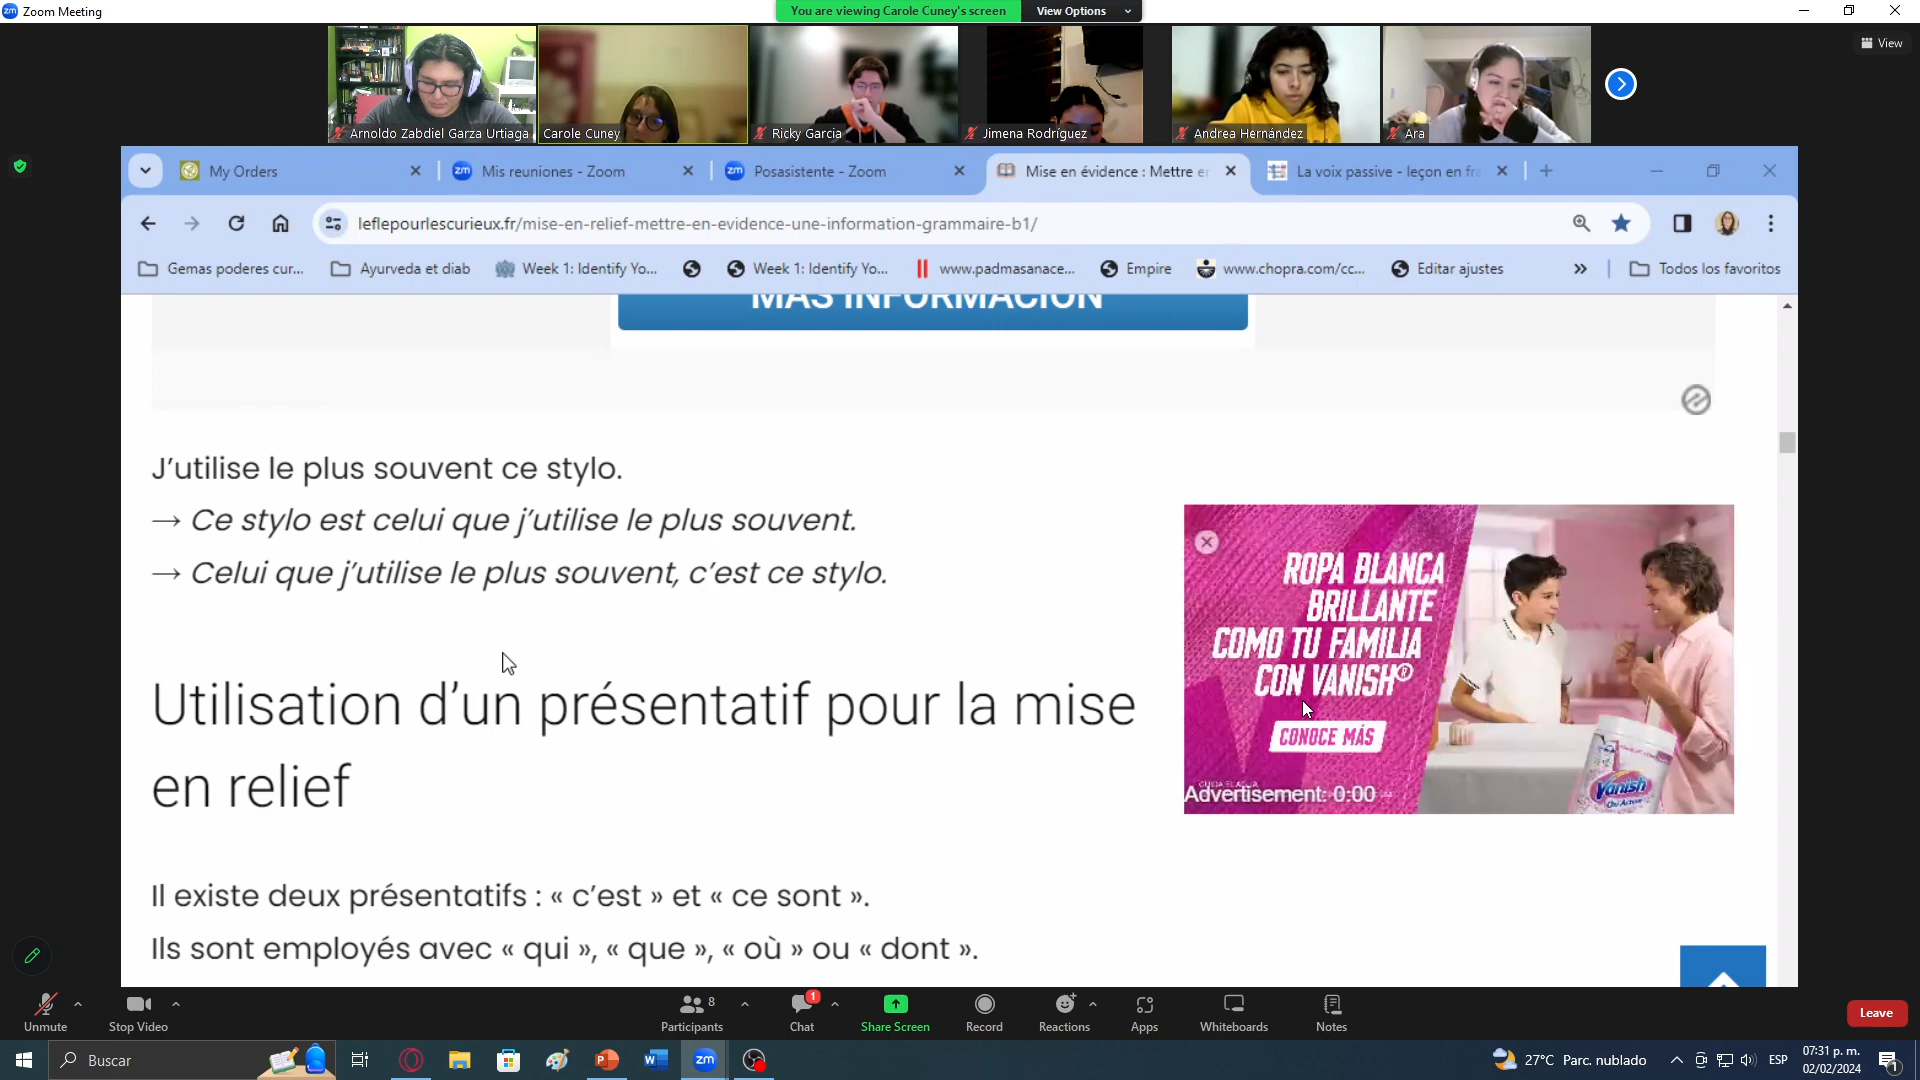 Zoom Meeting
You are viewing Carole Cuney's screen
View Options
View
Arnoldo Zabdiel Garza Urtiaga
Carole Cuney
Ricky Garcia
Jimena Rodríguez
Andrea Hernández
Ara
My Orders
Mis reuniones - Zoom
Posasistente - Zoom
Mise en évidence : Mettre en
La voix passive - leçon en fra
leflepourlescurieux.fr/mise-en-relief-mettre-en-evidence-une-information-grammaire-b1/
Gemas poderes cur...
Ayurveda et diab
Week 1: Identify Yo...
Week 1: Identify Yo...
www.padmasanace...
Empire
www.chopra.com/cc...
Editar ajustes
Todos los favoritos
MÁS INFORMACIÓN
J'utilise le plus souvent ce stylo.
→ Ce stylo est celui que j'utilise le plus souvent.
→ Celui que j'utilise le plus souvent, c'est ce stylo.
Utilisation d'un présentatif pour la mise
en relief
Il existe deux présentatifs : « c'est » et « ce sont ».
Ils sont employés avec « qui », « que », « où » ou « dont ».
ROPA BLANCA
BRILLANTE
COMO TU FAMILIA
CON VANISH®
CONOCE MÁS
Advertisement: 0:00
Vanish
Unmute
Stop Video
Participants
8
Chat
1
Share Screen
Record
Reactions
Apps
Whiteboards
Notes
Leave
Buscar
27°C Parc. nublado
ESP
07:31 p. m.
02/02/2024
1